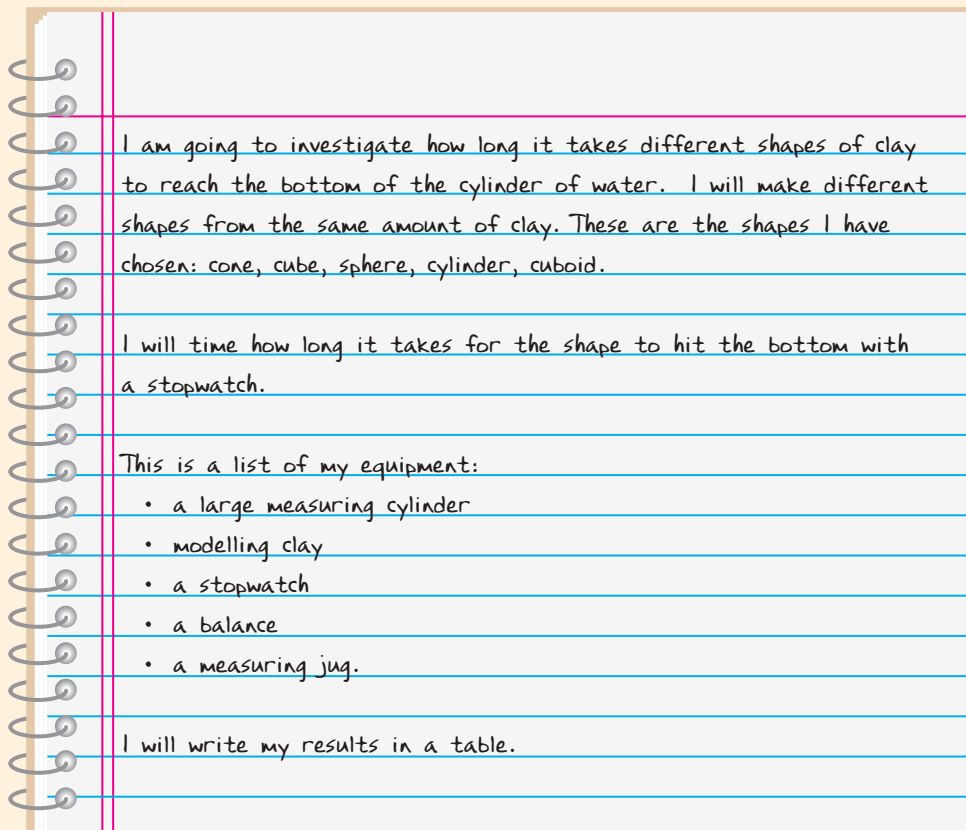 I am going to investigate how long it takes different shapes of clay
to reach the bottom of the cylinder of water. I will make different
shapes from the same amount of clay. These are the shapes I have
chosen: cone, cube, sphere, cylinder, cuboid.
I will time how long it takes for the shape to hit the bottom with
a stopwatch.
This is a list of my equipment:
• a large measuring cylinder
• modelling clay
• a stopwatch
• a balance
• a measuring jug.
I will write my results in a table.